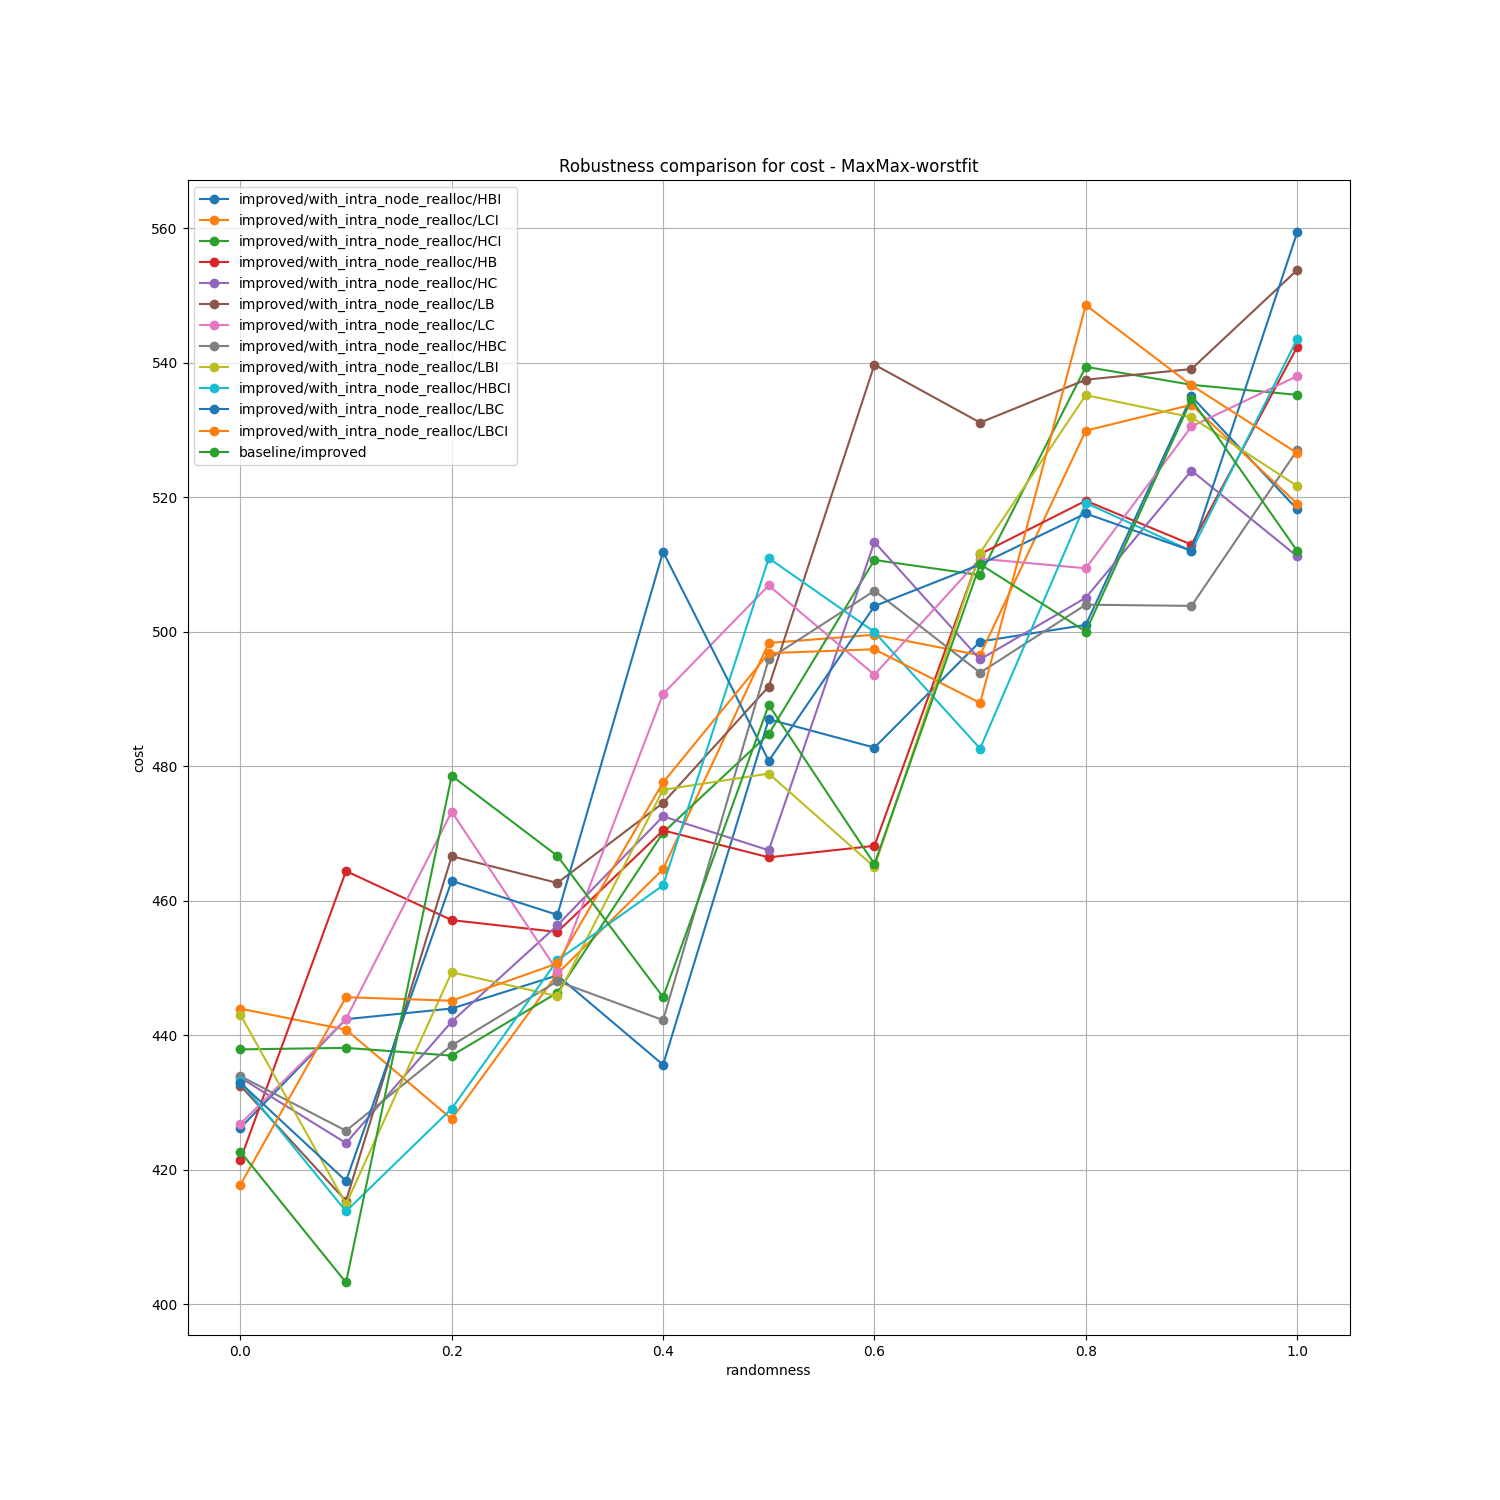 Robustness comparison for cost - MaxMax-worstfit
improved/with_intra_node_realloc/HBI
improved/with_intra_node_realloc/LCI
improved/with_intra_node_realloc/HCI
improved/with_intra_node_realloc/HB
improved/with_intra_node_realloc/HC
improved/with_intra_node_realloc/LB
improved/with_intra_node_realloc/LC
improved/with_intra_node_realloc/HBC
improved/with_intra_node_realloc/LBI
improved/with_intra_node_realloc/HBCI
improved/with_intra_node_realloc/LBC
improved/with_intra_node_realloc/LBCI
baseline/improved
560
540
520
500
480
460
440
420
400
cost
0.0 0.2 0.4 0.6 0.8 1.0
randomness